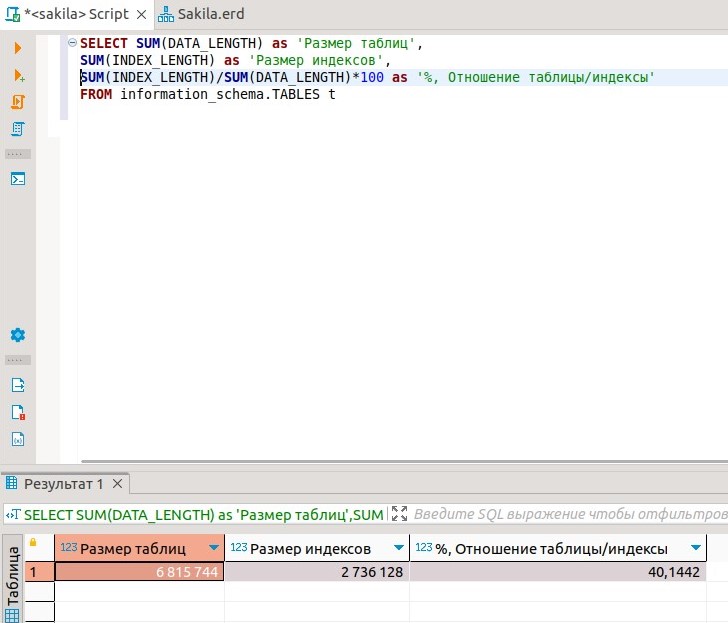 *<sakila> Script
Sakila.erd
SELECT SUM(DATA_LENGTH) as 'Размер таблиц',
SUM(INDEX_LENGTH) as 'Размер индексов',
SUM(INDEX_LENGTH)/SUM(DATA_LENGTH)*100 as '%, Отношение таблицы/индексы'
FROM information_schema.TABLES t
Результат 1
SELECT SUM(DATA_LENGTH) as 'Размер таблиц',SUM
Введите SQL выражение чтобы отфильтров
Таблица
123 Размер таблиц
123 Размер индексов
123 %, Отношение таблицы/индексы
1
6 815 744
2 736 128
40,1442